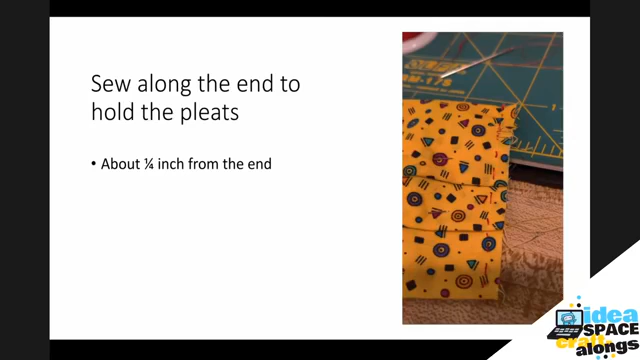 Sew along the end to
hold the pleats
• About ¼ inch from the end
idea
SPACE
craft-
alongs